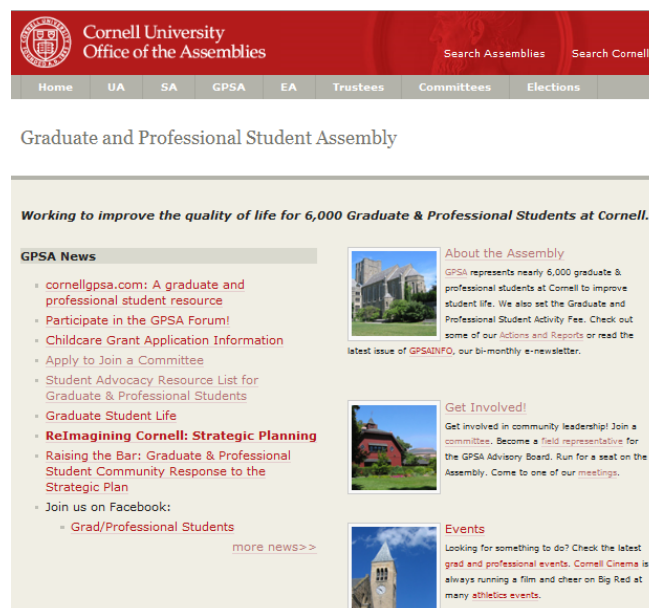 Cornell University
Office of the Assemblies
Search Assemblies Search Cornell
Home UA SA GPSA EA Trustees Committees Elections
Graduate and Professional Student Assembly
Working to improve the quality of life for 6,000 Graduate & Professional Students at Cornell.
GPSA News
cornellgpsa.com: A graduate and
professional student resource
Participate in the GPSA Forum!
Childcare Grant Application Information
Apply to Join a Committee
Student Advocacy Resource List for
Graduate & Professional Students
Graduate Student Life
ReImagining Cornell: Strategic Planning
Raising the Bar: Graduate & Professional
Student Community Response to the
Strategic Plan
Join us on Facebook:
Grad/Professional Students
more news>>
About the Assembly
GPSA represents nearly 6,000 graduate &
professional students at Cornell to improve
student life. We also set the Graduate and
Professional Student Activity Fee. Check out
some of our Actions and Reports or read the
latest issue of GPSAINFO, our bi-monthly e-newsletter.
Get Involved!
Get involved in community leadership! Join a
committee. Become a field representative for
the GPSA Advisory Board. Run for a seat on the
Assembly. Come to one of our meetings.
Events
Looking for something to do? Check the latest
grad and professional events. Cornell Cinema is
always running a film and cheer on Big Red at
many athletics events.